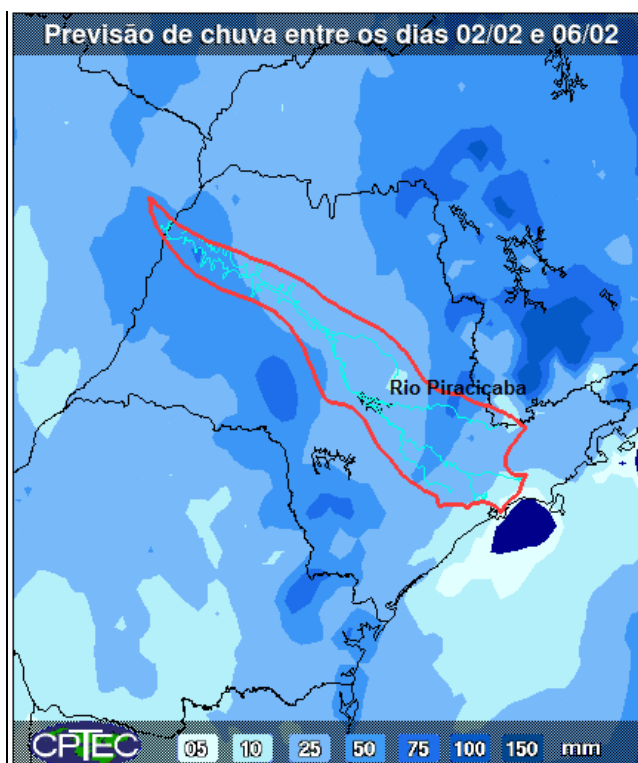 Previsão de chuva entre os dias 02/02 e 06/02
Rio Piracicaba
CPTEC 05 10 25 50 75 100 150 mm